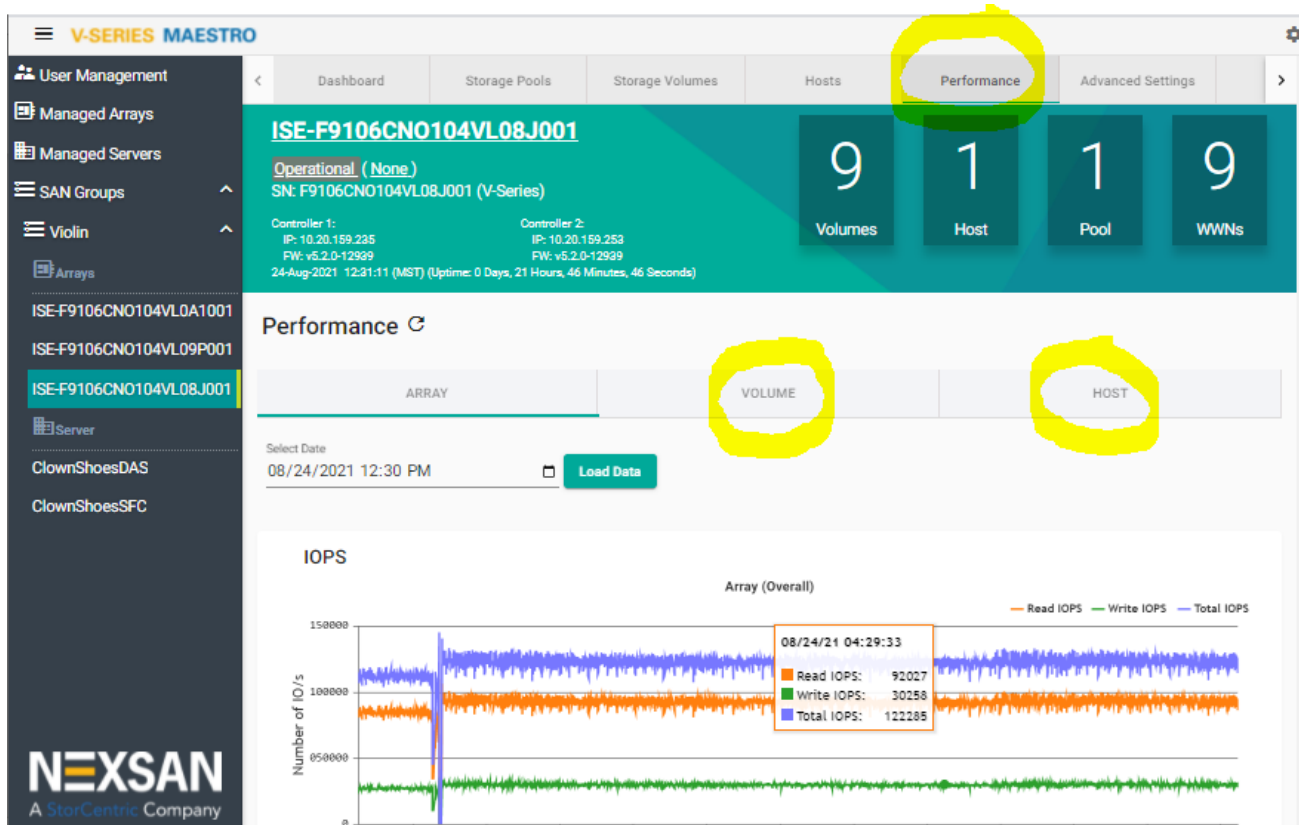 V-SERIES MAESTRO
User Management
Managed Arrays
Managed Servers
SAN Groups
Violin
Arrays
ISE-F9106CNO104VL0A1001
ISE-F9106CNO104VL09P001
ISE-F9106CNO104VL08J001
Server
ClownShoesDAS
ClownShoesSFC
NEXSAN
A StorCentric Company
Dashboard Storage Pools Storage Volumes Hosts Performance Advanced Settings
ISE-F9106CNO104VL08J001
Operational ( None )
SN: F9106CNO104VL08J001 (V-Series)
Controller 1: Controller 2:
IP: 10.20.159.235 IP: 10.20.159.253
FW: v5.2.0-12939 FW: v5.2.0-12939
24-Aug-2021 12:31:11 (MST) (Uptime: 0 Days, 21 Hours, 46 Minutes, 46 Seconds)
9 1 1 9
Volumes Host Pool WWNs
Performance
ARRAY VOLUME HOST
Select Date
08/24/2021 12:30 PM Load Data
IOPS
Array (Overall)
Read IOPS Write IOPS Total IOPS
150000
100000
050000
0
Number of IO/s
08/24/21 04:29:33
Read IOPS: 92027
Write IOPS: 30258
Total IOPS: 122285